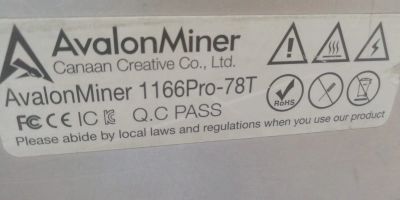 AvalonMiner
Canaan Creative Co., Ltd.
AvalonMiner 1166Pro-78T
FC CE IC Q.C PASS
RoHS
Please abide by local laws and regulations when you use our product